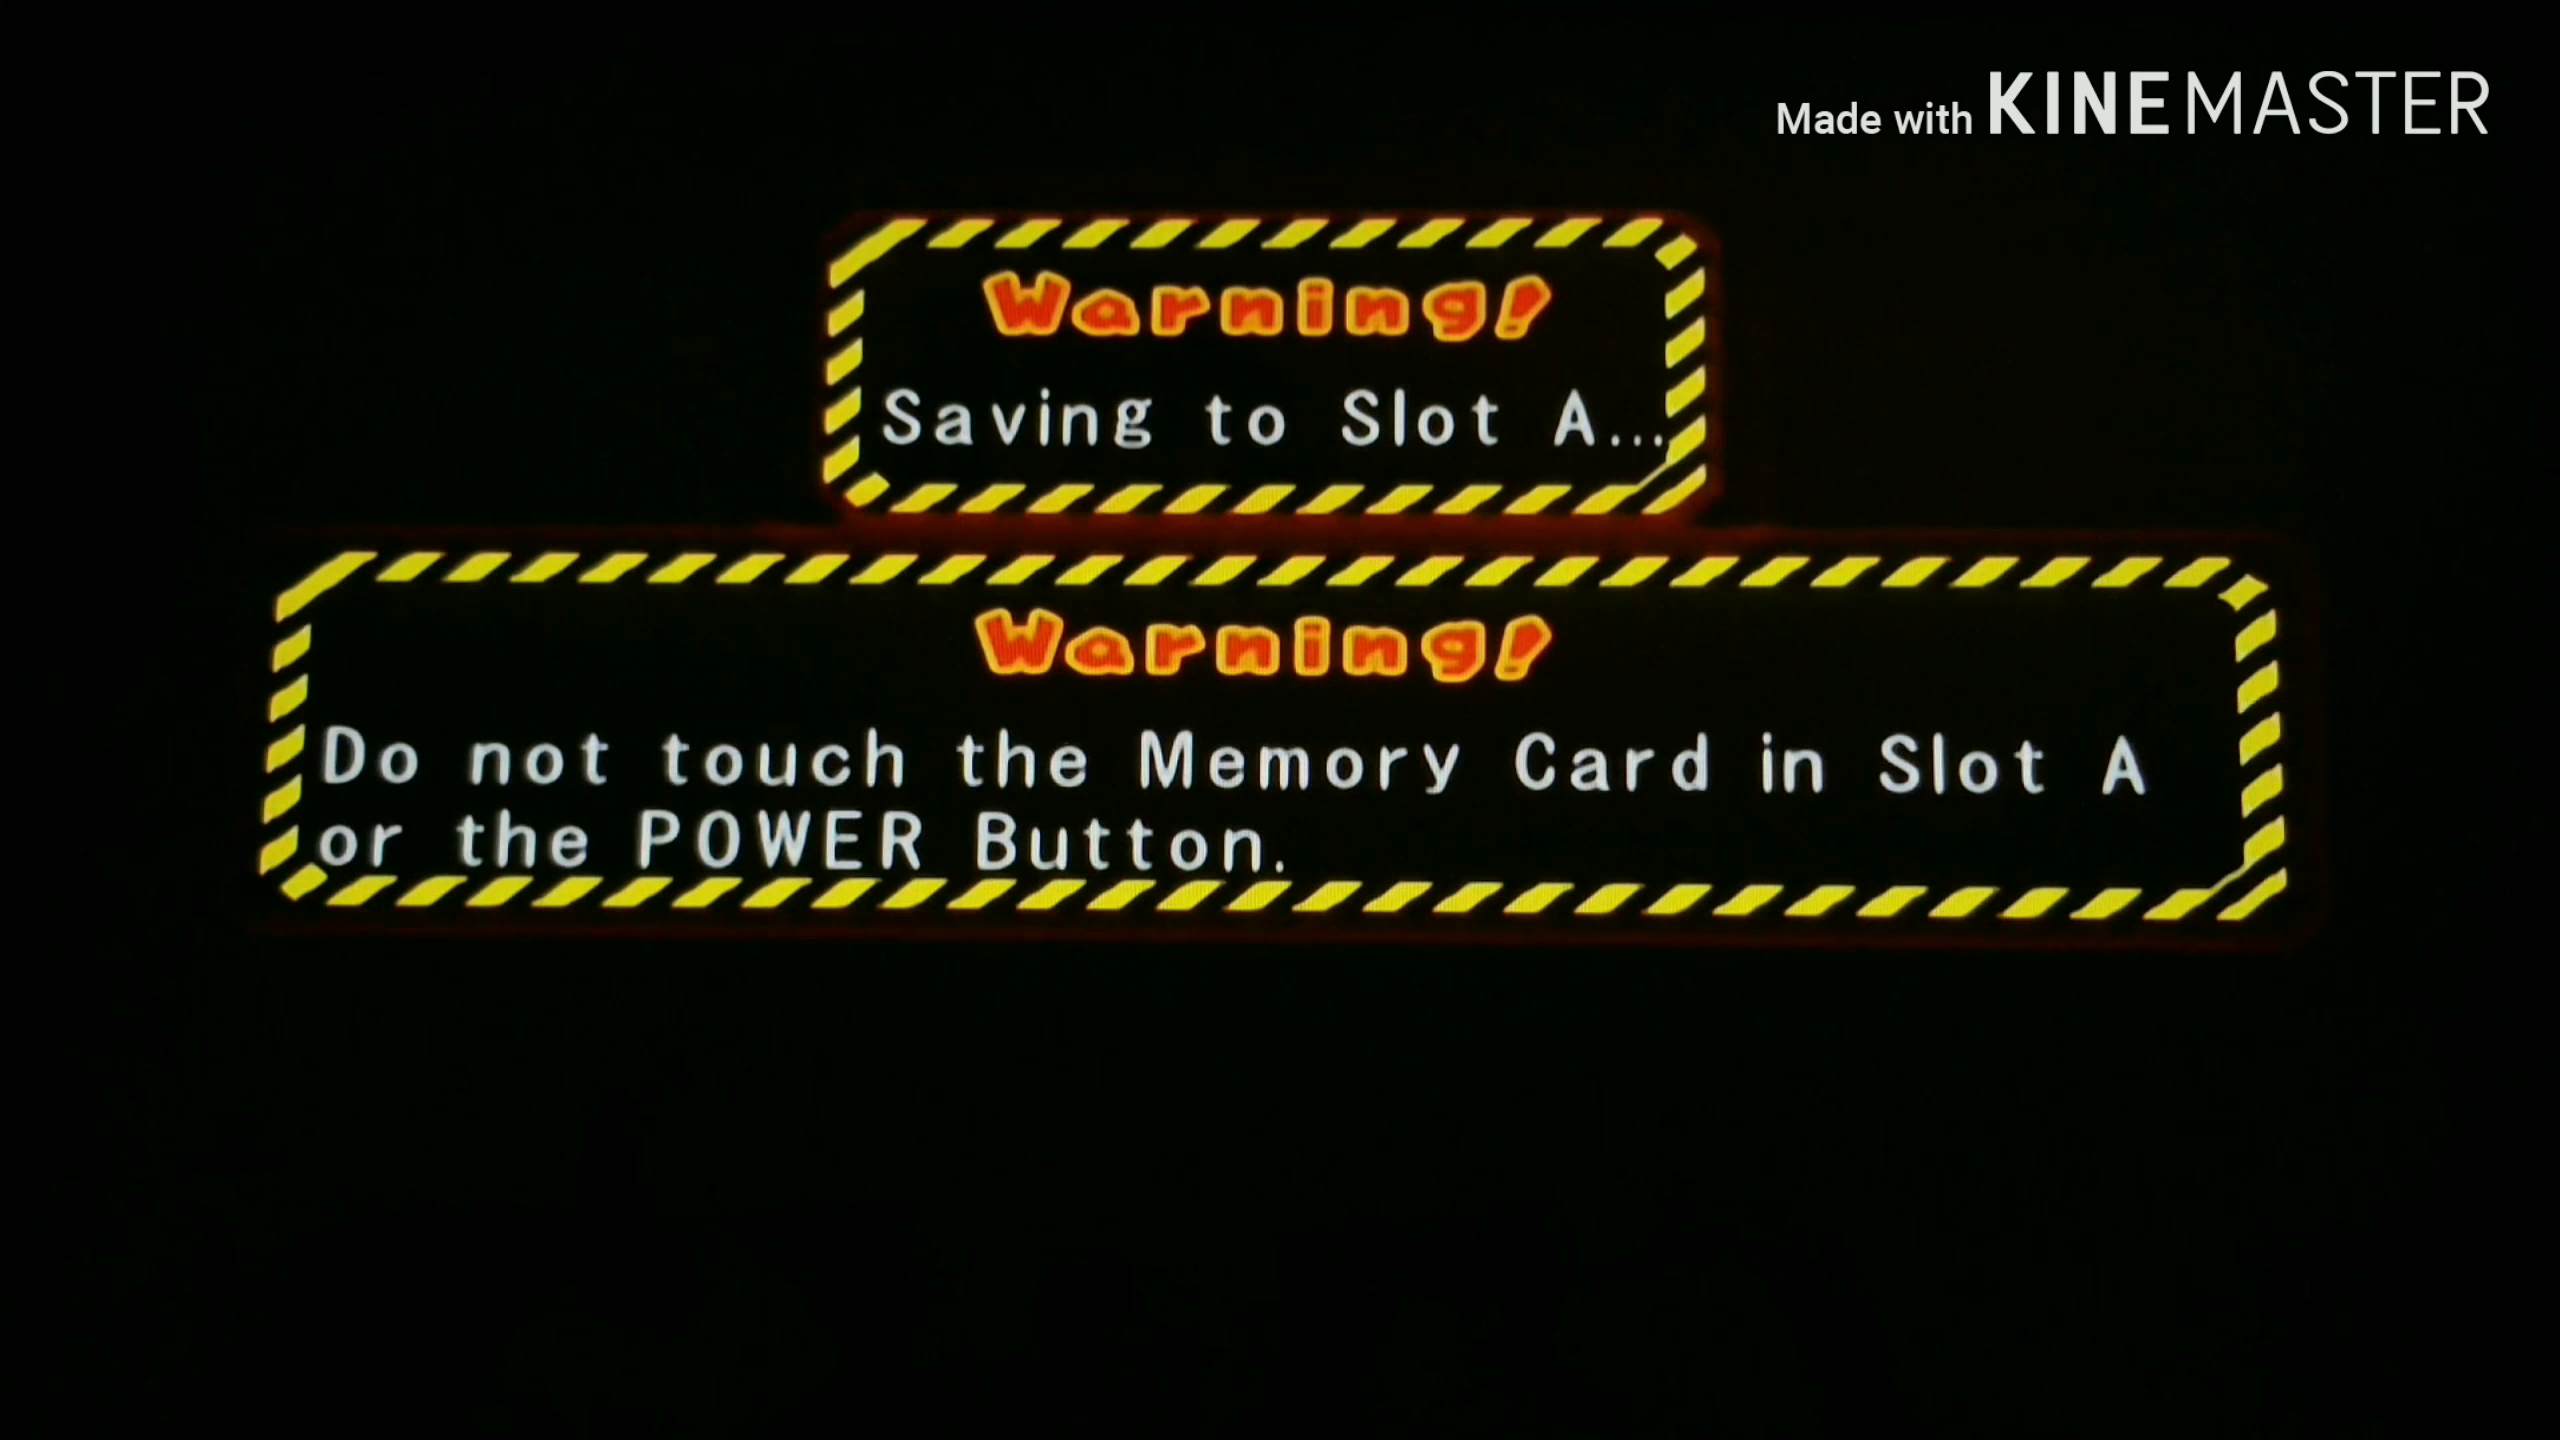 Made with KINEMASTER
Warning!
Saving to Slot A...
Warning!
Do not touch the Memory Card in Slot A
or the POWER Button.